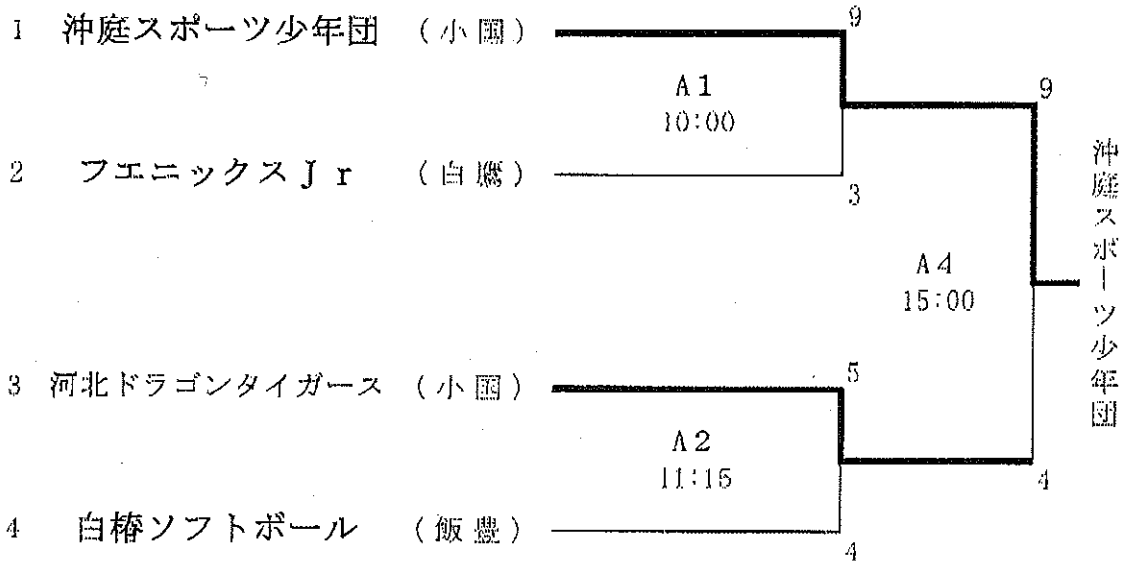 1 沖庭スポーツ少年団 (小国)
9
A1
10:00
9
2 フエニックスJr (白鷹)
3
沖庭スポーツ少年団
A4
15:00
3 河北ドラゴンタイガース (小国)
5
A2
11:15
4
4 白椿ソフトボール (飯豊)
4